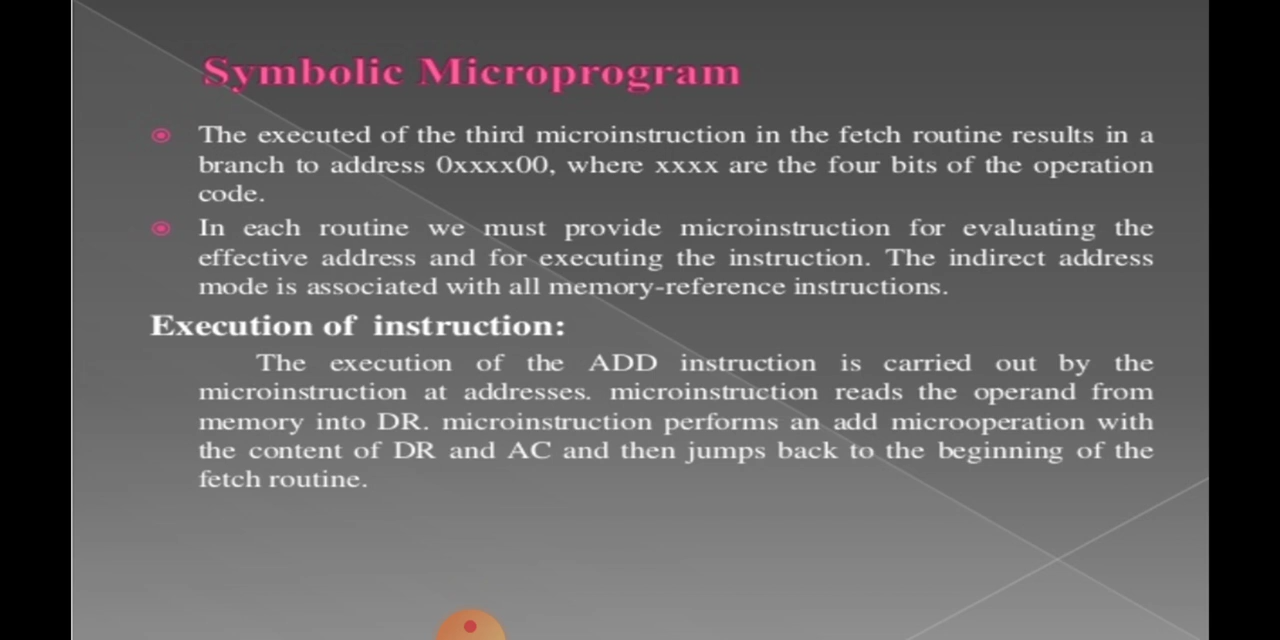 Symbolic Microprogram
The executed of the third microinstruction in the fetch routine results in a
branch to address 0xxxx00, where xxxx are the four bits of the operation
code.
In each routine we must provide microinstruction for evaluating the
effective address and for executing the instruction. The indirect address
mode is associated with all memory-reference instructions.
Execution of instruction:
The execution of the ADD instruction is carried out by the
microinstruction at addresses. microinstruction reads the operand from
memory into DR. microinstruction performs an add microoperation with
the content of DR and AC and then jumps back to the beginning of the
fetch routine.